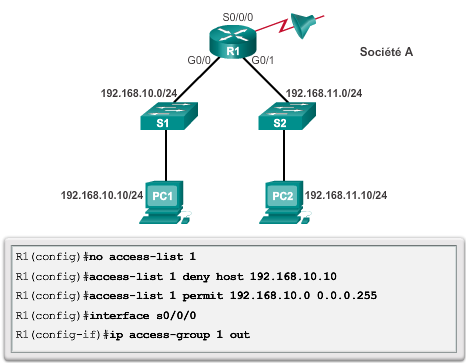 S0/0/0
R1
Société A
G0/0
G0/1
192.168.10.0/24
192.168.11.0/24
S1
S2
192.168.10.10/24
PC1
PC2
192.168.11.10/24
R1(config)#no access-list 1
R1(config)#access-list 1 deny host 192.168.10.10
R1(config)#access-list 1 permit 192.168.10.0 0.0.0.255
R1(config)#interface s0/0/0
R1(config-if)#ip access-group 1 out